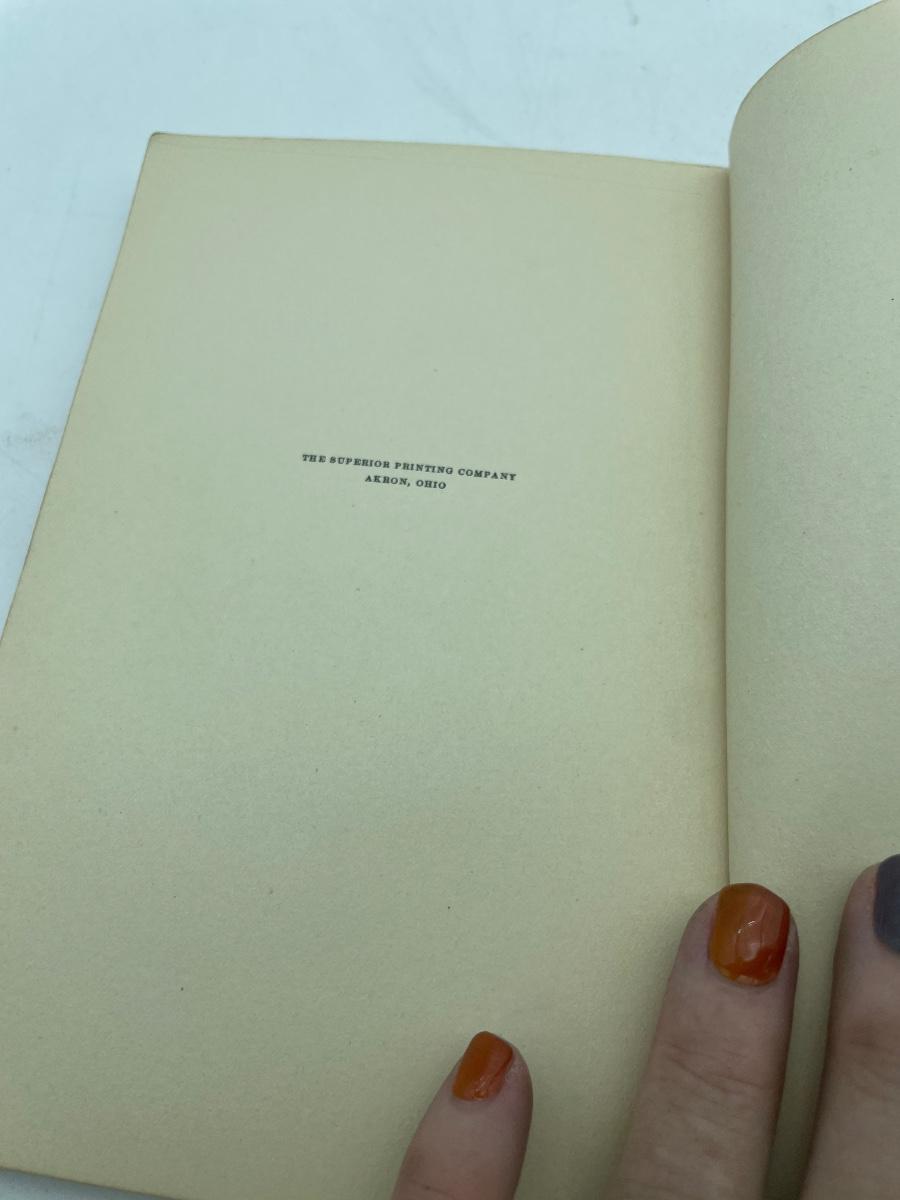 THE SUPERIOR PRINTING COMPANY
AKRON, OHIO